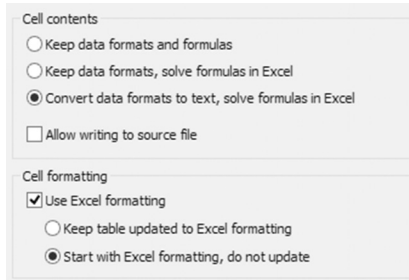 Cell contents
Keep data formats and formulas
Keep data formats, solve formulas in Excel
Convert data formats to text, solve formulas in Excel
Allow writing to source file
Cell formatting
Use Excel formatting
Keep table updated to Excel formatting
Start with Excel formatting, do not update